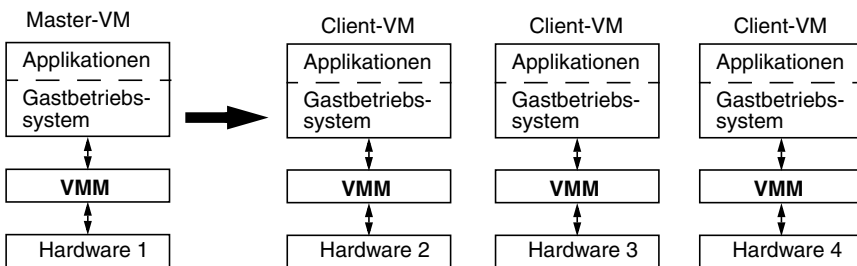 Master-VM
Client-VM
Client-VM
Client-VM
Applikationen
Applikationen
Applikationen
Applikationen
Gastbetriebs-
system
Gastbetriebs-
system
Gastbetriebs-
system
Gastbetriebs-
system
VMM
VMM
VMM
VMM
Hardware 1
Hardware 2
Hardware 3
Hardware 4